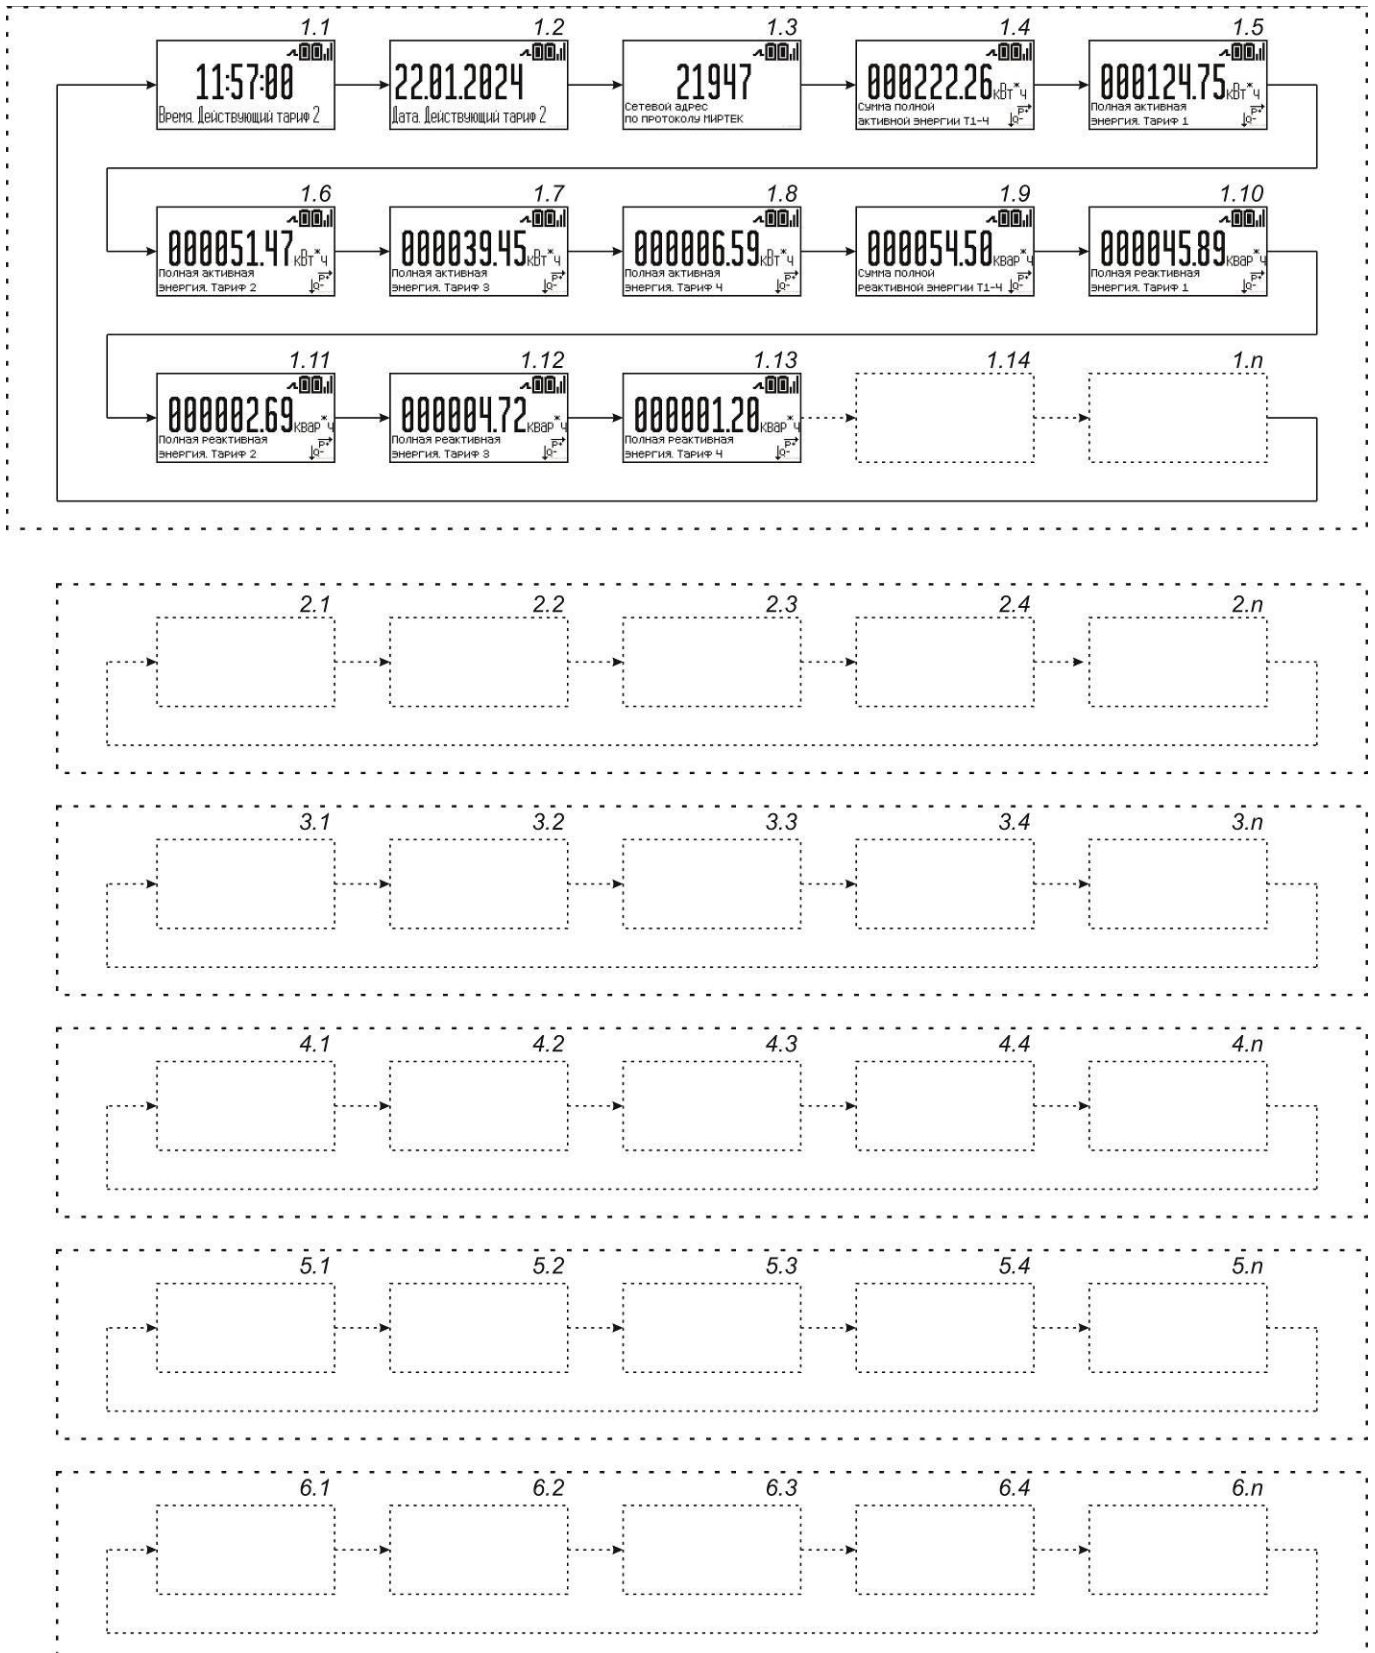 1.1 1.2 1.3 1.4 1.5
11:57:00
Время. Действующий тариф 2
22.01.2024
Дата. Действующий тариф 2
21947
Сетевой адрес
по протоколу МИРТЕК
000222.26 кВт*ч
Сумма полной
активной энергии Т1-4
P+
Q-
000124.75 кВт*ч
Полная активная
энергия. Тариф 1
P+
Q-
1.6 1.7 1.8 1.9 1.10
000051.47 кВт*ч
Полная активная
энергия. Тариф 2
P+
Q-
000039.45 кВт*ч
Полная активная
энергия. Тариф 3
P+
Q-
000006.59 кВт*ч
Полная активная
энергия. Тариф 4
P+
Q-
000054.50 квар*ч
Сумма полной
реактивной энергии Т1-4
P+
Q-
000045.89 квар*ч
Полная реактивная
энергия. Тариф 1
P+
Q-
1.11 1.12 1.13 1.14 1.n
000002.69 квар*ч
Полная реактивная
энергия. Тариф 2
P+
Q-
000004.72 квар*ч
Полная реактивная
энергия. Тариф 3
P+
Q-
000001.20 квар*ч
Полная реактивная
энергия. Тариф 4
P+
Q-
2.1 2.2 2.3 2.4 2.n
3.1 3.2 3.3 3.4 3.n
4.1 4.2 4.3 4.4 4.n
5.1 5.2 5.3 5.4 5.n
6.1 6.2 6.3 6.4 6.n